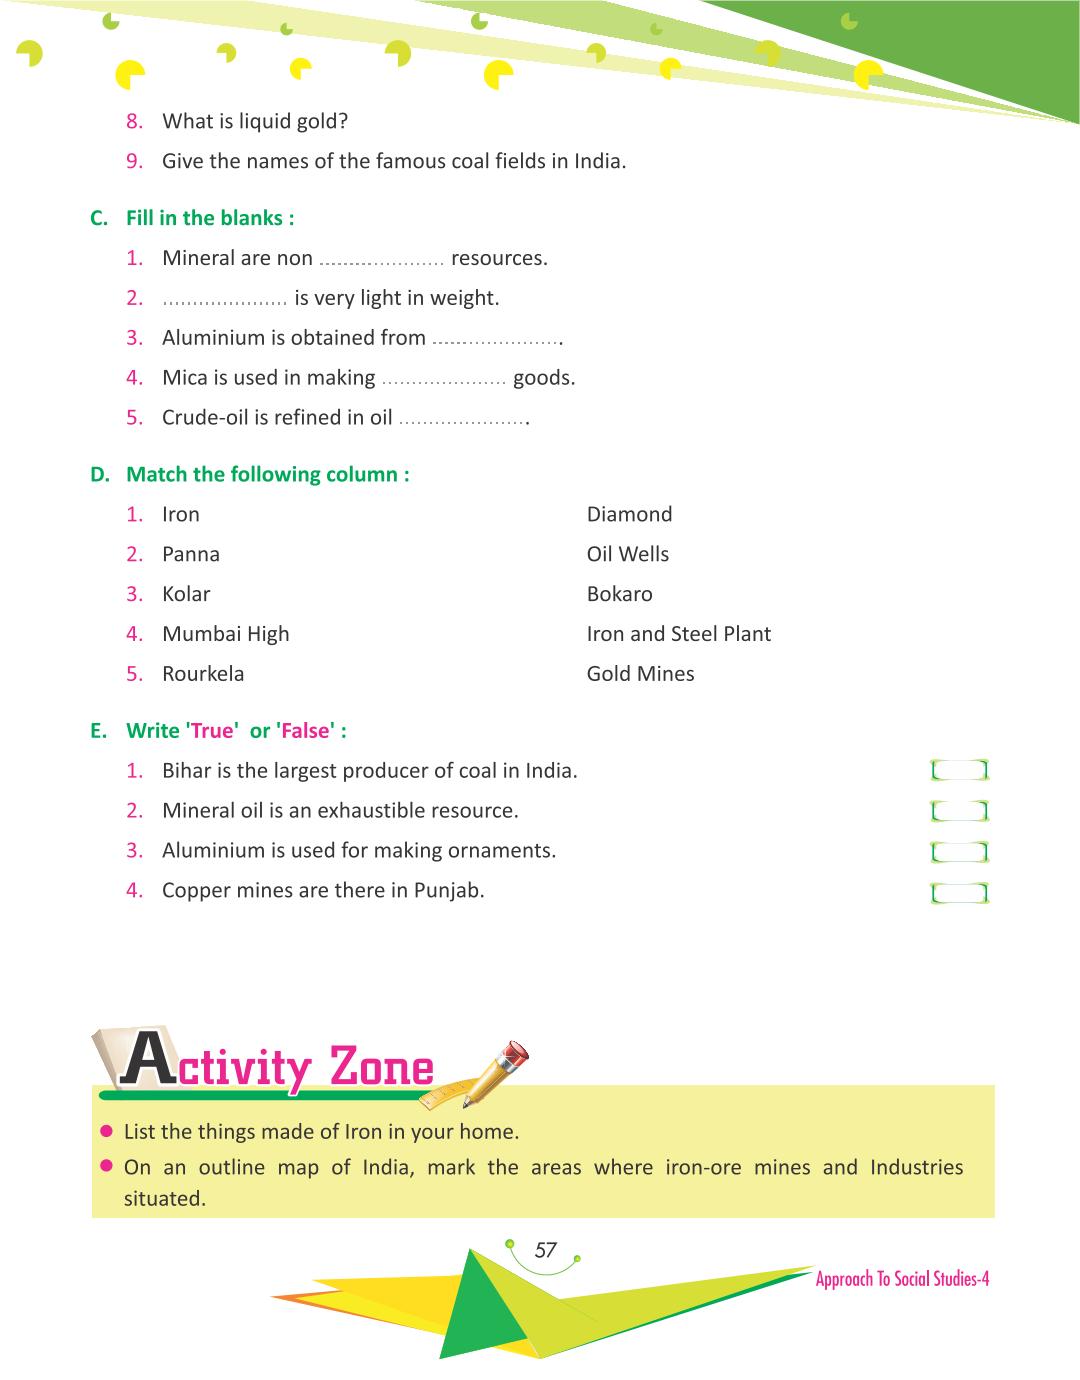 8. What is liquid gold?
9. Give the names of the famous coal fields in India.
C. Fill in the blanks :
1. Mineral are non ..................... resources.
2. ..................... is very light in weight.
3. Aluminium is obtained from .....................
4. Mica is used in making ..................... goods.
5. Crude-oil is refined in oil .....................
D. Match the following column :
1. Iron Diamond
2. Panna Oil Wells
3. Kolar Bokaro
4. Mumbai High Iron and Steel Plant
5. Rourkela Gold Mines
E. Write 'True' or 'False' :
1. Bihar is the largest producer of coal in India.
2. Mineral oil is an exhaustible resource.
3. Aluminium is used for making ornaments.
4. Copper mines are there in Punjab.
Activity Zone
● List the things made of Iron in your home.
● On an outline map of India, mark the areas where iron-ore mines and Industries
situated.
57
Approach To Social Studies-4